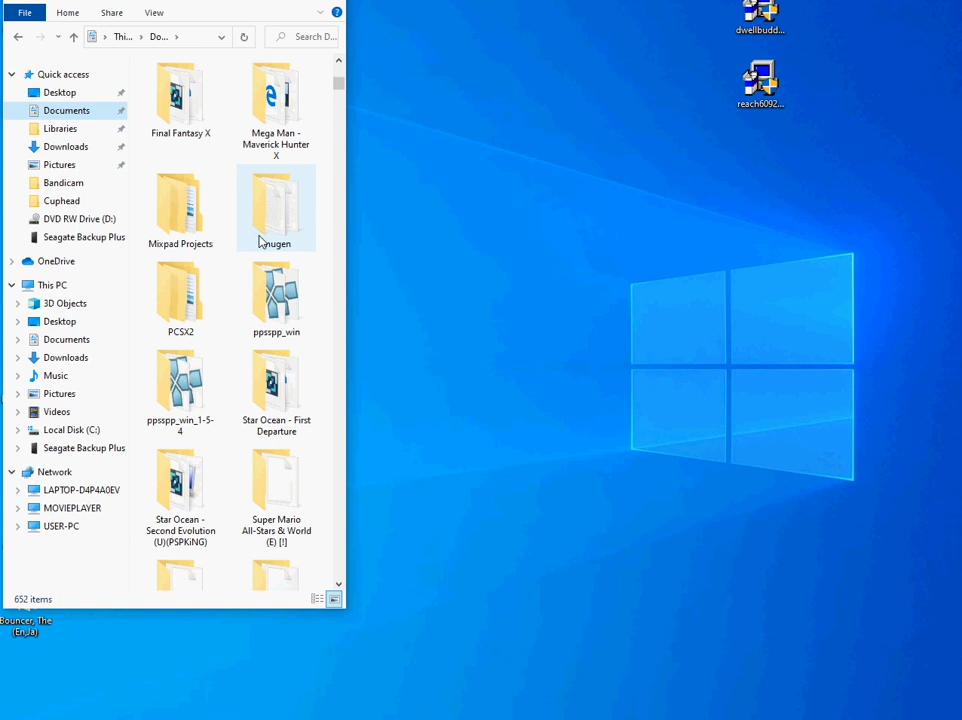 File
Home
Share
View
?
Thi...
Do...
Search D...
Quick access
Desktop
Documents
Libraries
Downloads
Pictures
Bandicam
Cuphead
DVD RW Drive (D:)
Seagate Backup Plus
OneDrive
This PC
3D Objects
Desktop
Documents
Downloads
Music
Pictures
Videos
Local Disk (C:)
Seagate Backup Plus
Network
LAPTOP-D4P4A0EV
MOVIEPLAYER
USER-PC
Final Fantasy X
Mega Man -
Maverick Hunter
X
Mixpad Projects
mugen
PCSX2
ppsspp_win
ppsspp_win_1-5-
4
Star Ocean - First
Departure
Star Ocean -
Second Evolution
(U)(PSPKiNG)
Super Mario
All-Stars & World
(E) [!]
652 items
dwellbudd...
reach6092...
Bouncer, The
(En,Ja)